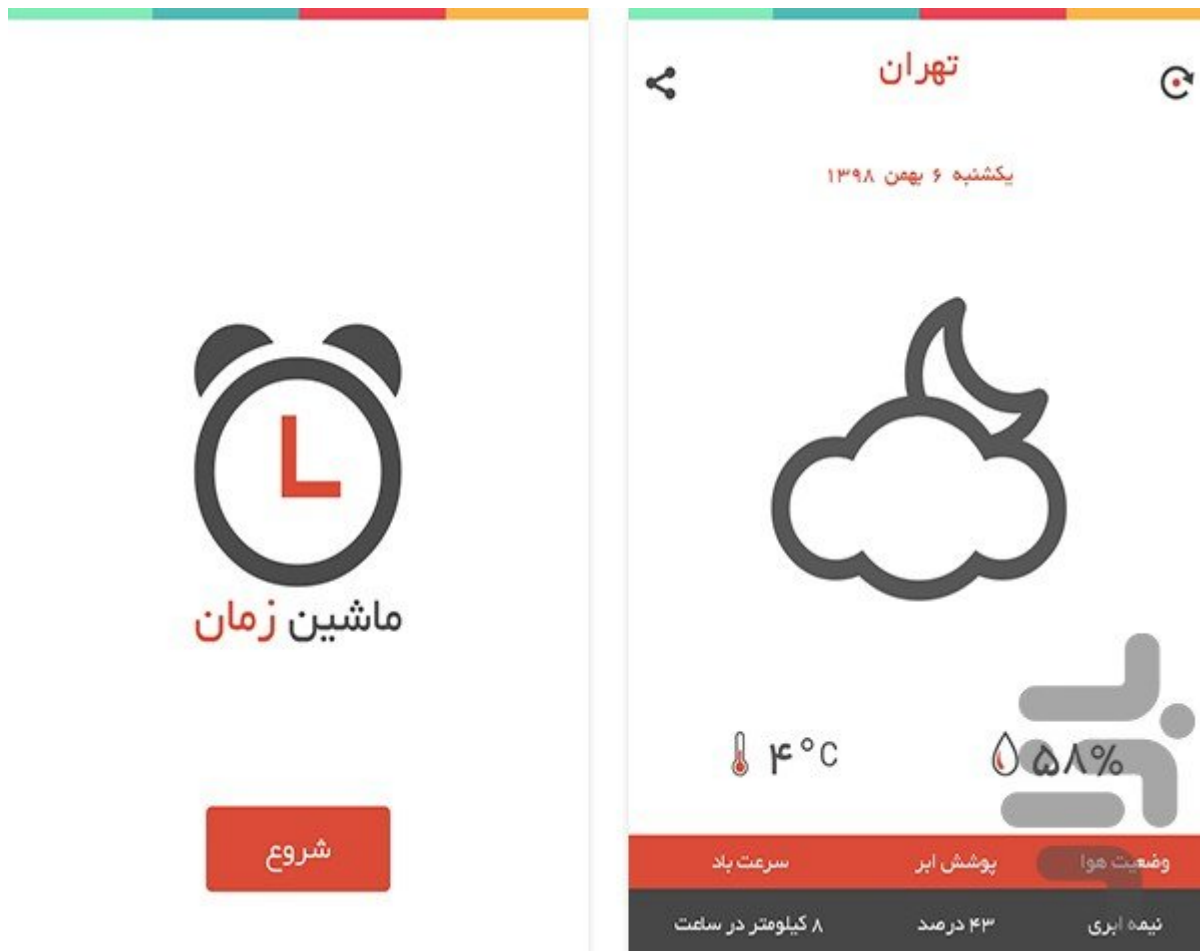 ماشین زمان
شروع
تهران
یکشنبه ۶ بهمن ۱۳۹۸
۴°C
۵۸%
وضعیت هوا پوشش ابر سرعت باد
نیمه ابری ۴۳ درصد ۸ کیلومتر در ساعت